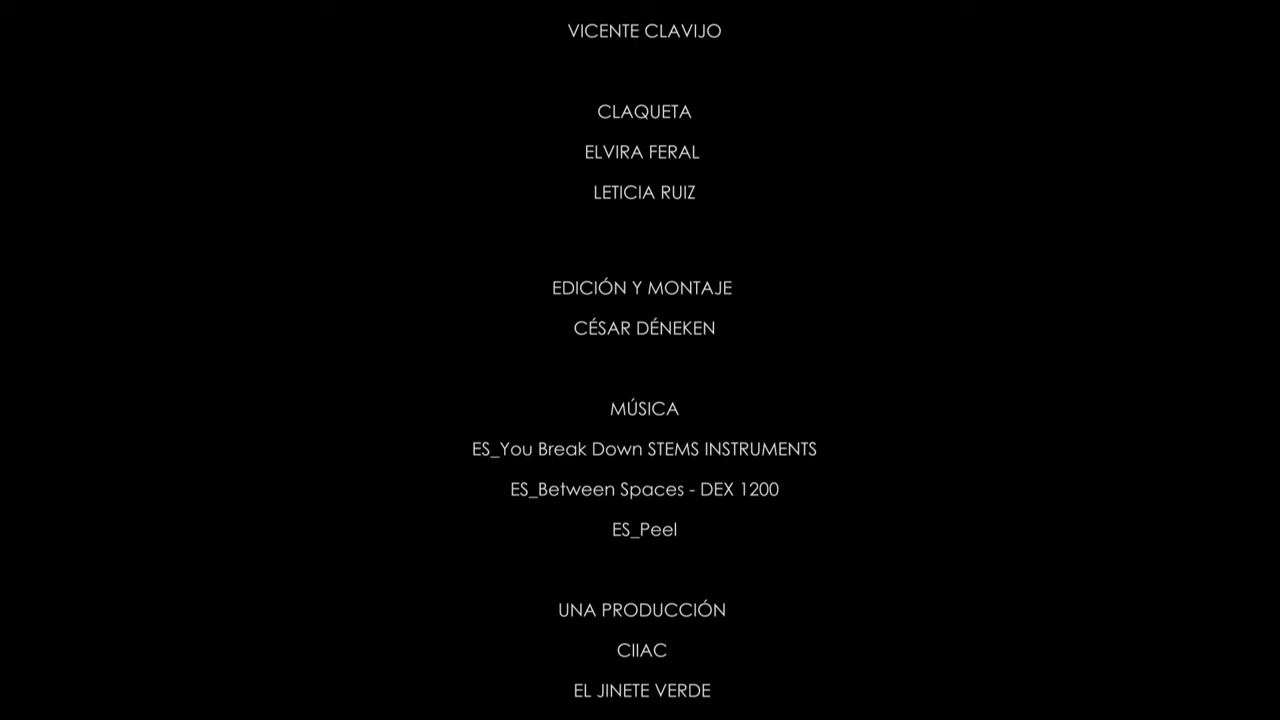 VICENTE CLAVIJO
CLAQUETA
ELVIRA FERAL
LETICIA RUIZ
EDICIÓN Y MONTAJE
CÉSAR DÉNEKEN
MÚSICA
ES_You Break Down STEMS INSTRUMENTS
ES_Between Spaces - DEX 1200
ES_Peel
UNA PRODUCCIÓN
CIIAC
EL JINETE VERDE